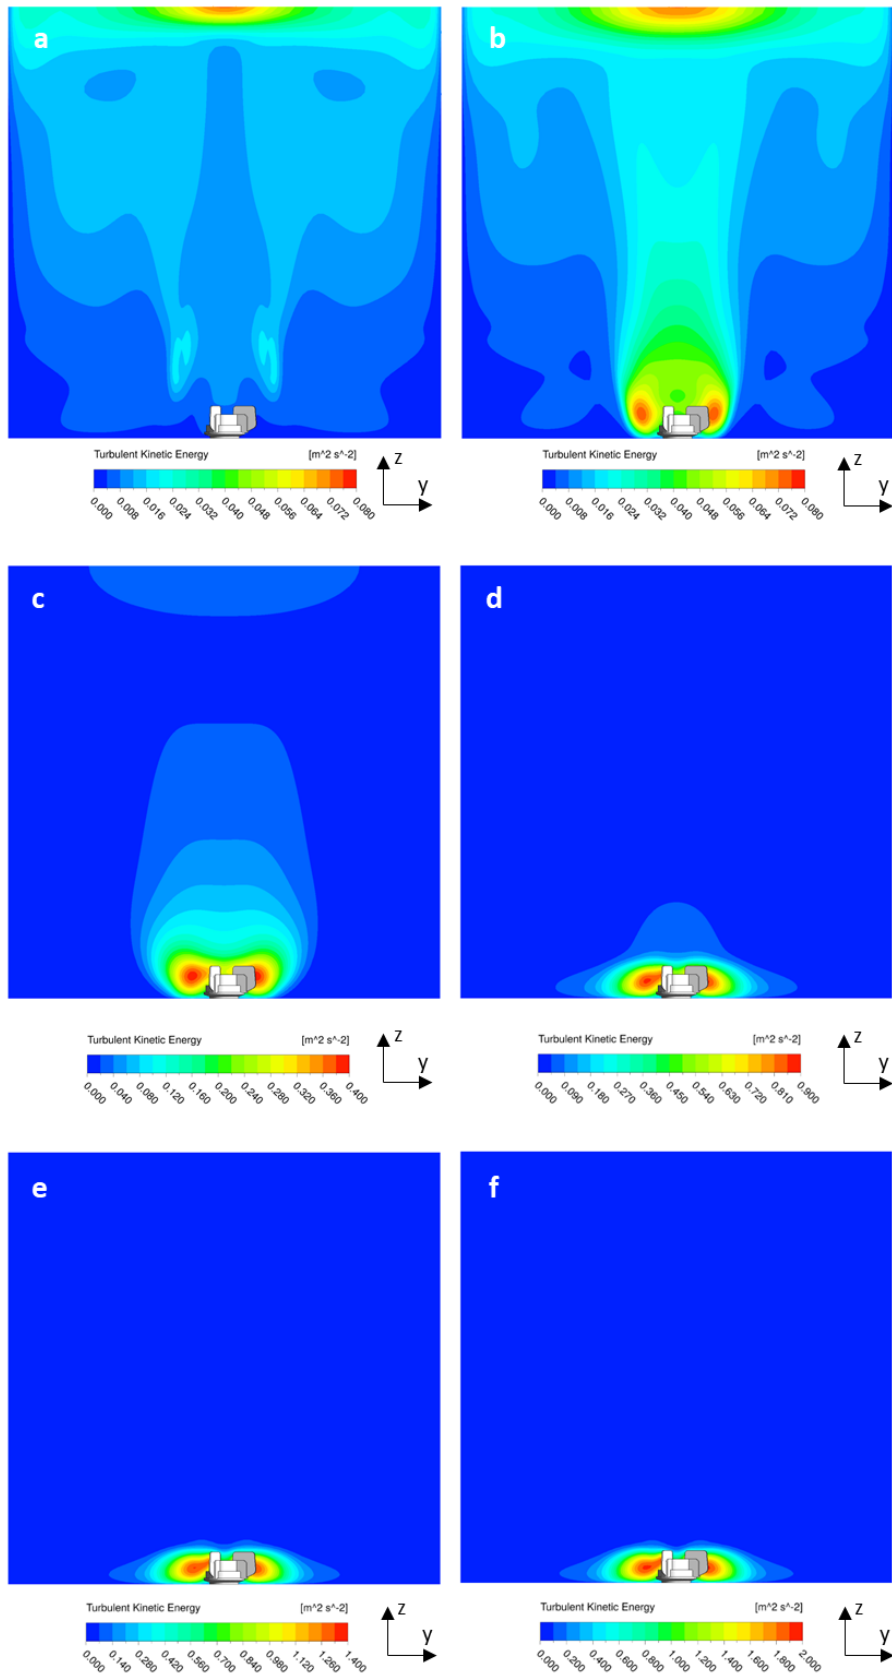 a
b
Turbulent Kinetic Energy [m^2 s^-2]
z
y
0.000 0.008 0.016 0.024 0.032 0.040 0.048 0.056 0.064 0.072 0.080
Turbulent Kinetic Energy [m^2 s^-2]
z
y
0.000 0.008 0.016 0.024 0.032 0.040 0.048 0.056 0.064 0.072 0.080
c
d
Turbulent Kinetic Energy [m^2 s^-2]
z
y
0.000 0.040 0.080 0.120 0.160 0.200 0.240 0.280 0.320 0.360 0.400
Turbulent Kinetic Energy [m^2 s^-2]
z
y
0.000 0.090 0.180 0.270 0.360 0.450 0.540 0.630 0.720 0.810 0.900
e
f
Turbulent Kinetic Energy [m^2 s^-2]
z
y
0.000 0.140 0.280 0.420 0.560 0.700 0.840 0.980 1.120 1.260 1.400
Turbulent Kinetic Energy [m^2 s^-2]
z
y
0.000 0.200 0.400 0.600 0.800 1.000 1.200 1.400 1.600 1.800 2.000